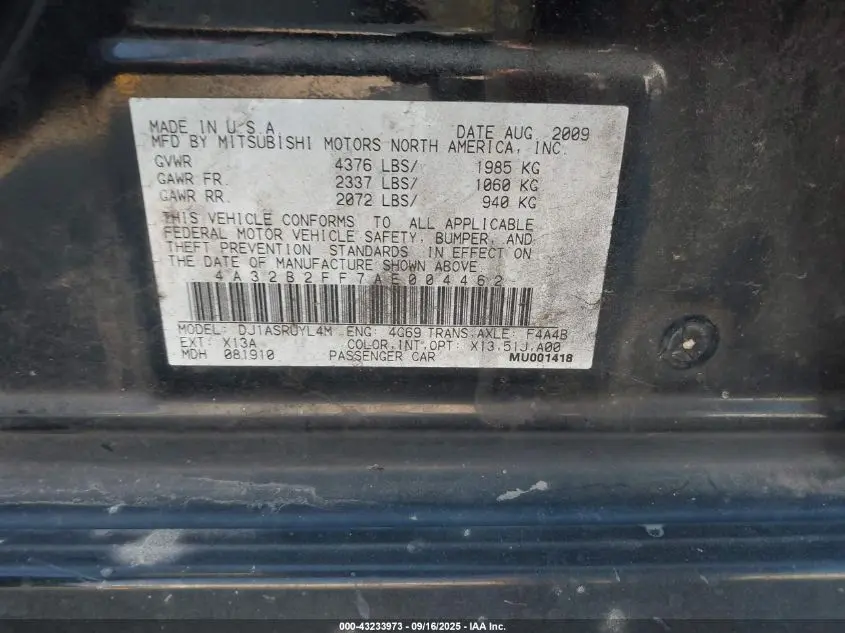 MADE IN U.S.A. DATE AUG. 2009
MFD BY MITSUBISHI MOTORS NORTH AMERICA, INC.
GVWR 4376 LBS/ 1985 KG
GAWR FR. 2337 LBS/ 1060 KG
GAWR RR. 2072 LBS/ 940 KG
THIS VEHICLE CONFORMS TO ALL APPLICABLE
FEDERAL MOTOR VEHICLE SAFETY, BUMPER, AND
THEFT PREVENTION STANDARDS IN EFFECT ON
THE DATE OF MANUFACTURE SHOWN ABOVE
4A32B2FF7AE004462
MODEL: DJ1ASRUYL4M ENG: 4G69 TRANS.AXLE: F4A4B
EXT: X13A COLOR,INT,OPT: X13,51J,A00
MDH 081910 PASSENGER CAR MU001418
000-43233973 - 09/16/2025 - IAA Inc.